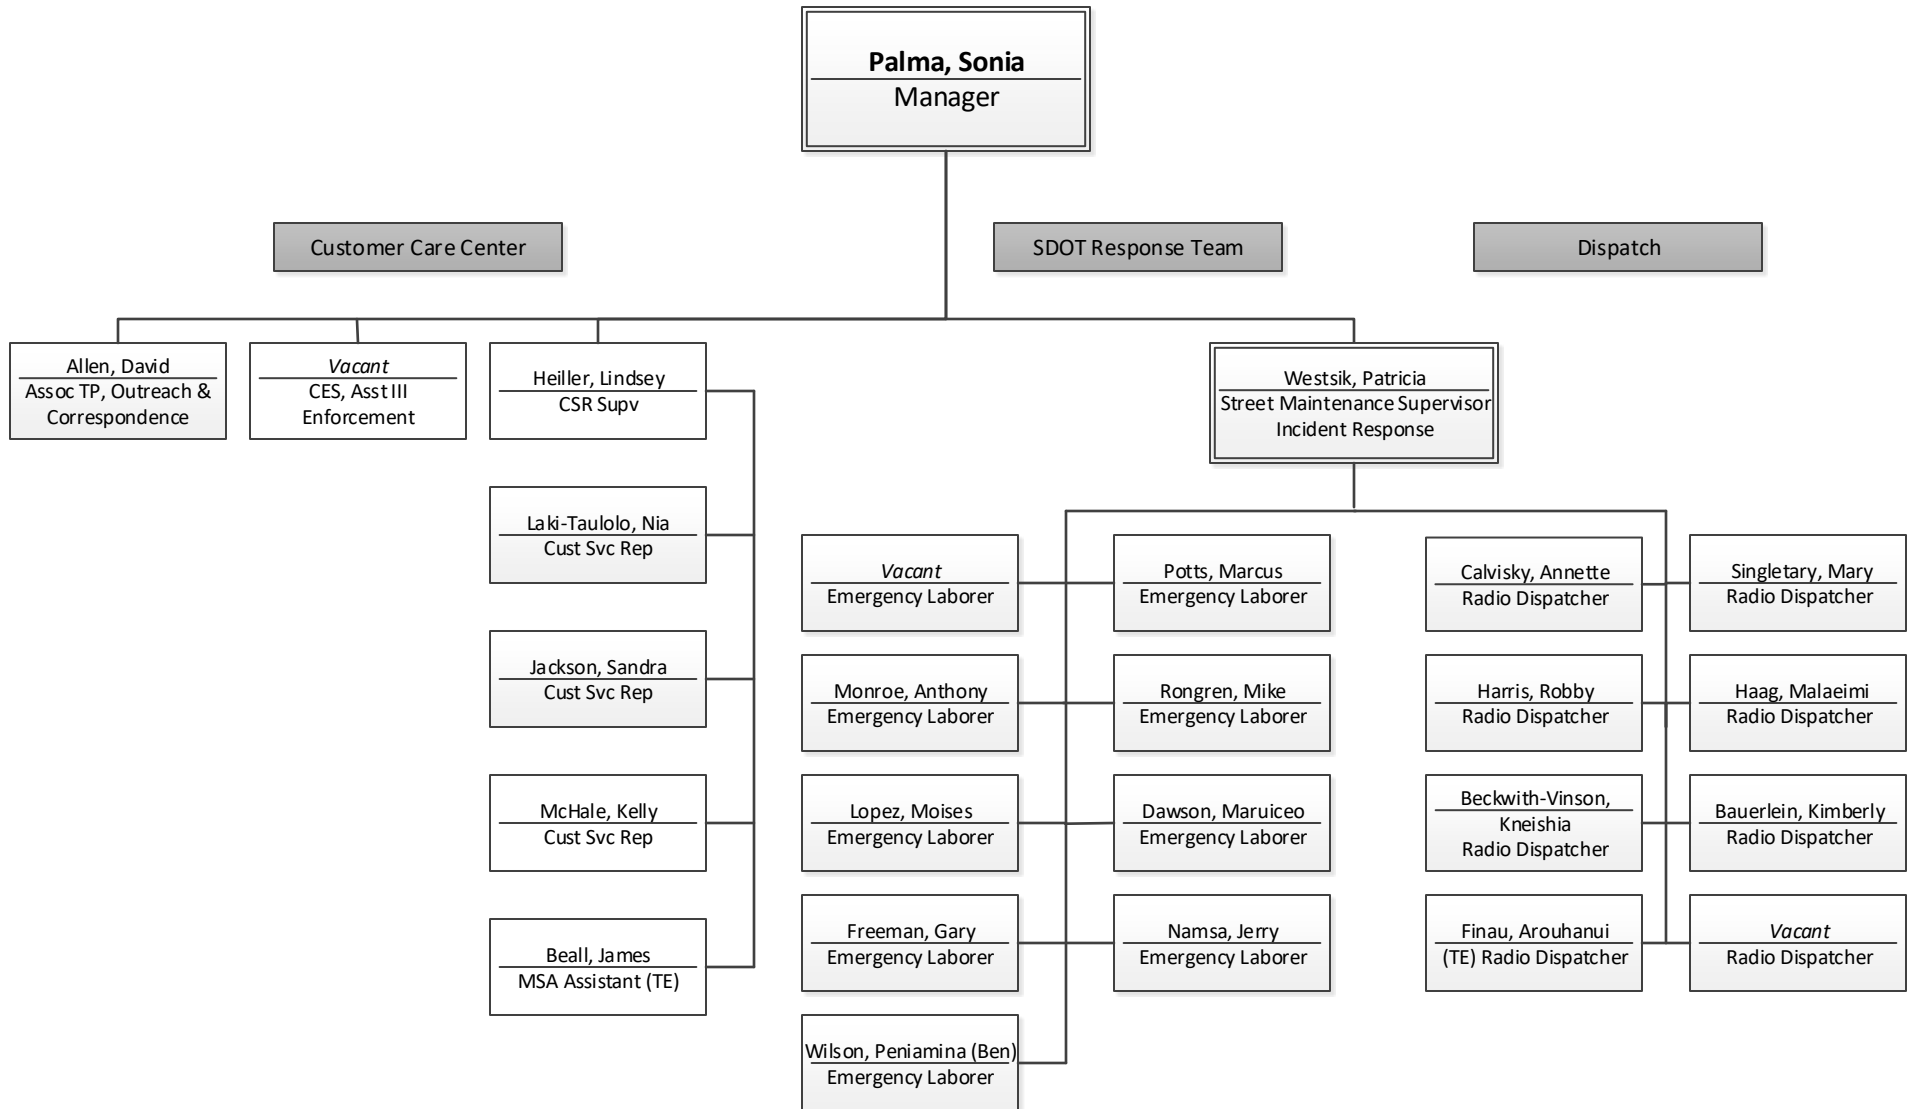 Palma, Sonia
Manager
Customer Care Center
SDOT Response Team
Dispatch
Allen, David
Assoc TP, Outreach &
Correspondence
Vacant
CES, Asst III
Enforcement
Heiller, Lindsey
CSR Supv
Westsik, Patricia
Street Maintenance Supervisor
Incident Response
Laki-Taulolo, Nia
Cust Svc Rep
Jackson, Sandra
Cust Svc Rep
McHale, Kelly
Cust Svc Rep
Beall, James
MSA Assistant (TE)
Vacant
Emergency Laborer
Potts, Marcus
Emergency Laborer
Monroe, Anthony
Emergency Laborer
Rongren, Mike
Emergency Laborer
Lopez, Moises
Emergency Laborer
Dawson, Maruiceo
Emergency Laborer
Freeman, Gary
Emergency Laborer
Namsa, Jerry
Emergency Laborer
Wilson, Peniamina (Ben)
Emergency Laborer
Calvisky, Annette
Radio Dispatcher
Singletary, Mary
Radio Dispatcher
Harris, Robby
Radio Dispatcher
Haag, Malaeimi
Radio Dispatcher
Beckwith-Vinson,
Kneishia
Radio Dispatcher
Bauerlein, Kimberly
Radio Dispatcher
Finau, Arouhanui
(TE) Radio Dispatcher
Vacant
Radio Dispatcher